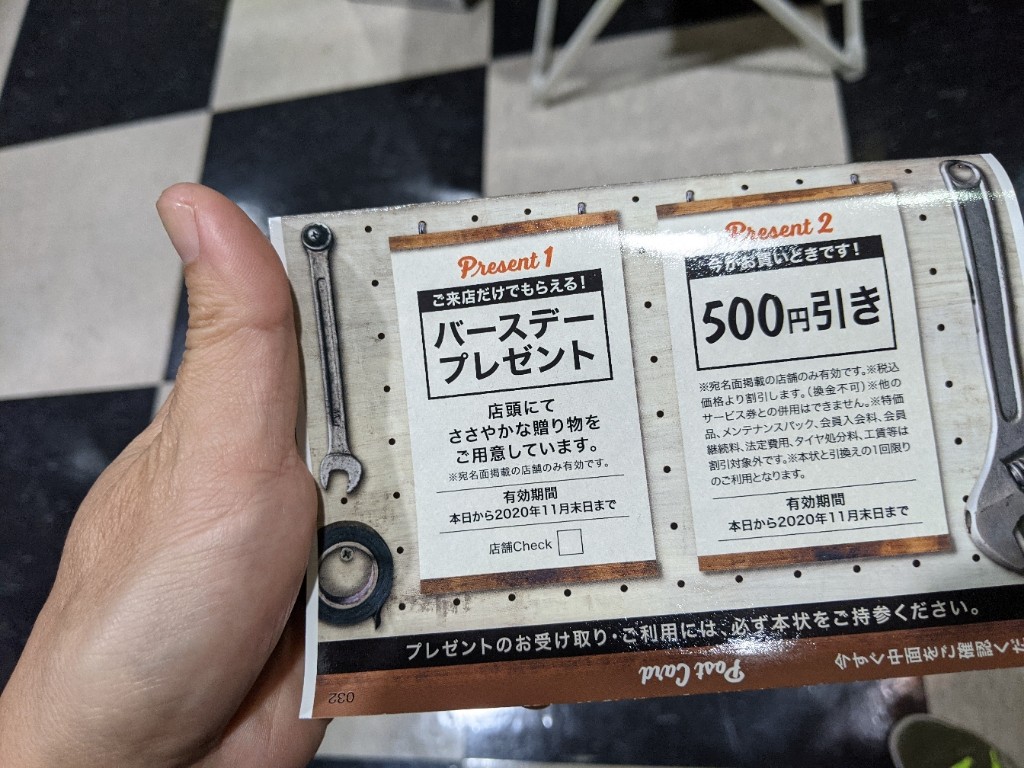 Present 1
ご来店だけでもらえる!
バースデー
プレゼント
店頭にて
ささやかな贈り物を
ご用意しています。
※宛名面掲載の店舗のみ有効です。
有効期間
本日から2020年11月末日まで
店舗Check
Present 2
今がお買いどきです!
500円引き
※宛名面掲載の店舗のみ有効です。※税込
価格より割引します。(換金不可)※他の
サービス券との併用はできません。※特価
品、メンテナンスパック、会員入会料、会員
継続料、法定費用、タイヤ処分料、工賃等は
割引対象外です。※本状と引換えの1回限り
のご利用となります。
有効期間
本日から2020年11月末日まで
プレゼントのお受け取り・ご利用には、必ず本状をご持参ください。
今すぐ中面をご確認くだ
Post Card
032